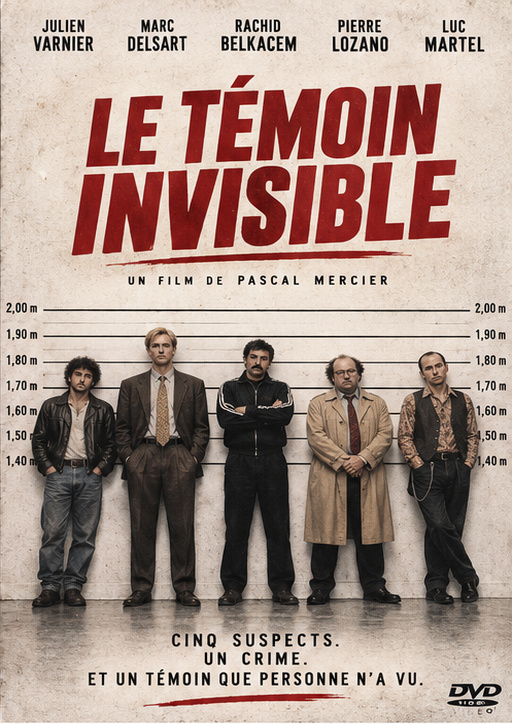 JULIEN VARNIER
MARC DELSART
RACHID BELKACEM
PIERRE LOZANO
LUC MARTEL
LE TÉMOIN
INVISIBLE
UN FILM DE PASCAL MERCIER
2,00 m 2,00 m
1,90 m 1,90 m
1,80 m 1,80 m
1,70 m 1,70 m
1,60 m 1,60 m
1,50 m 1,50 m
1,40 m 1,40 m
CINQ SUSPECTS.
UN CRIME.
ET UN TÉMOIN QUE PERSONNE N'A VU.
DVD